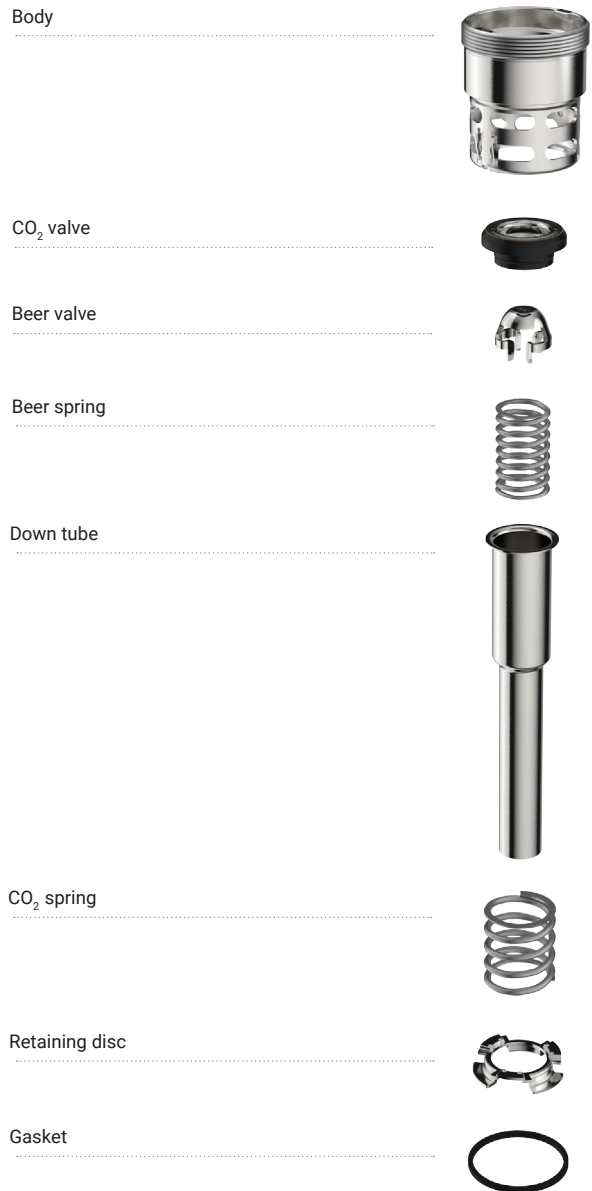 Body
CO₂ valve
Beer valve
Beer spring
Down tube
CO₂ spring
Retaining disc
Gasket